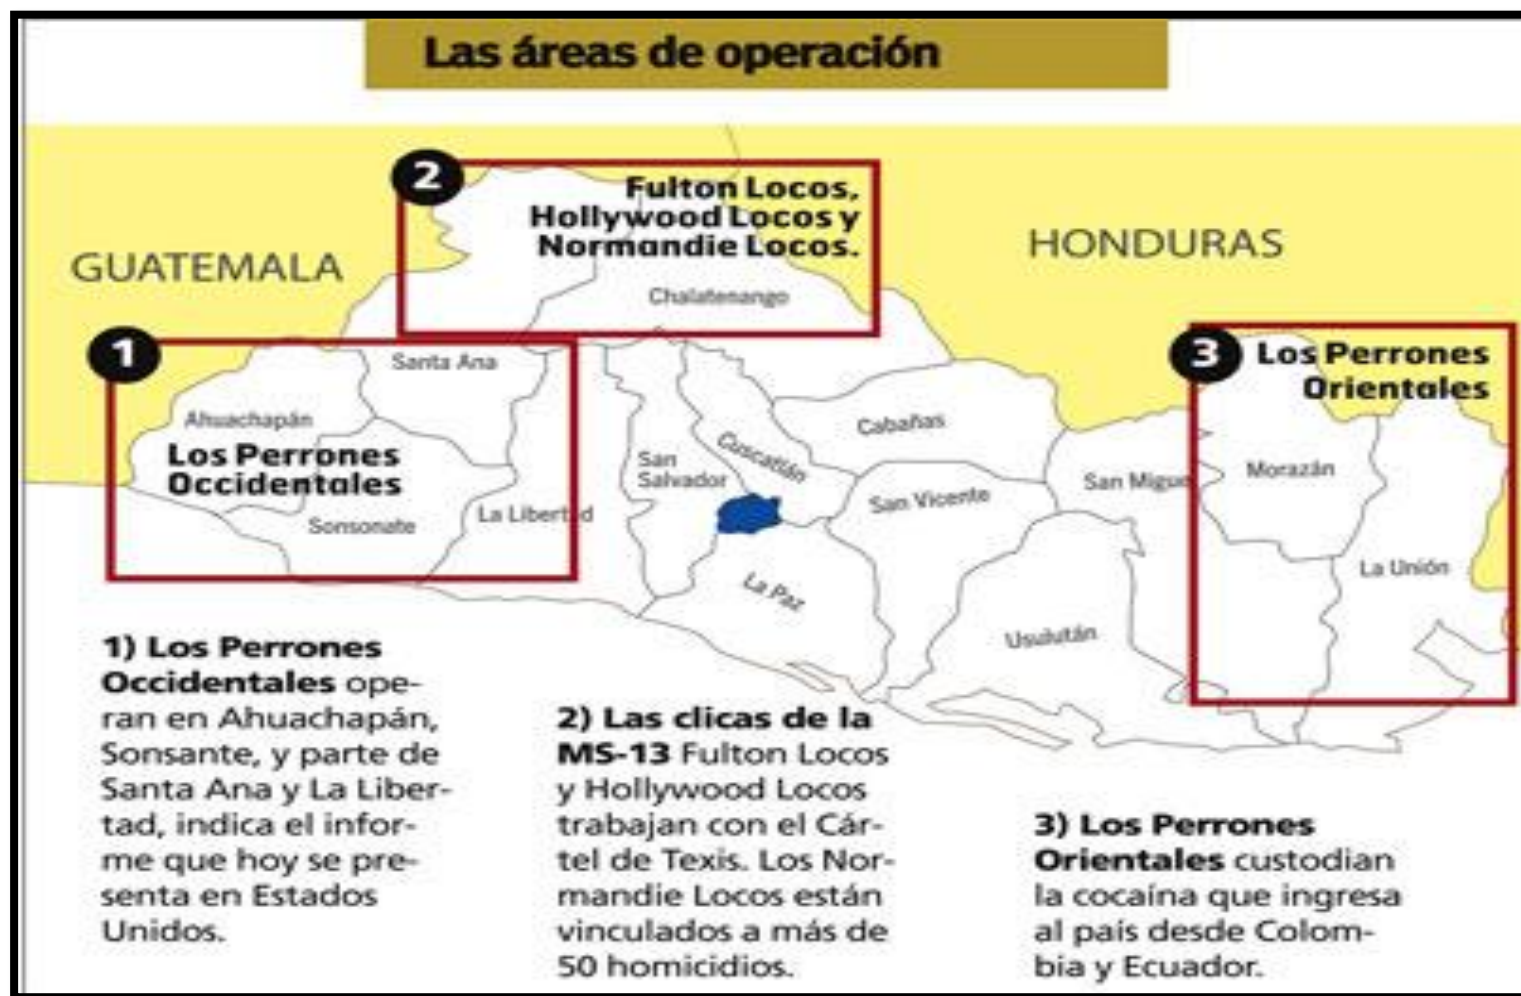 Las áreas de operación
GUATEMALA
HONDURAS
2
Fulton Locos,
Hollywood Locos y
Normandie Locos.
Chalatenango
1
Santa Ana
Ahuachapán
Los Perrones
Occidentales
Sonsonate
La Libertad
San
Salvador
Cuscatlán
La Paz
Cabañas
San Vicente
San Migue
Usulután
3
Los Perrones
Orientales
Morazán
La Unión
1) Los Perrones
Occidentales ope-
ran en Ahuachapán,
Sonsante, y parte de
Santa Ana y La Liber-
tad, indica el infor-
me que hoy se pre-
senta en Estados
Unidos.
2) Las clicas de la
MS-13 Fulton Locos
y Hollywood Locos
trabajan con el Cár-
tel de Texis. Los Nor-
mandie Locos están
vinculados a más de
50 homicidios.
3) Los Perrones
Orientales custodian
la cocaína que ingresa
al país desde Colom-
bia y Ecuador.